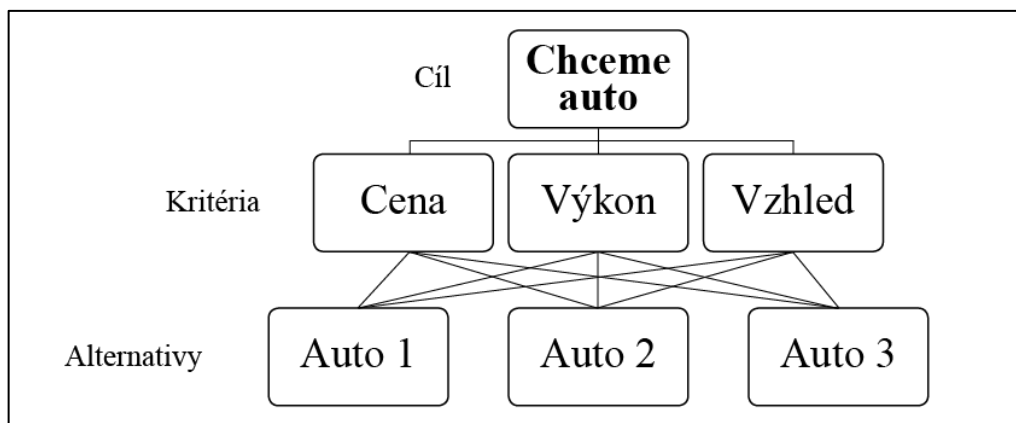 Cíl
Chceme
auto
Kritéria
Cena
Výkon
Vzhled
Alternativy
Auto 1
Auto 2
Auto 3